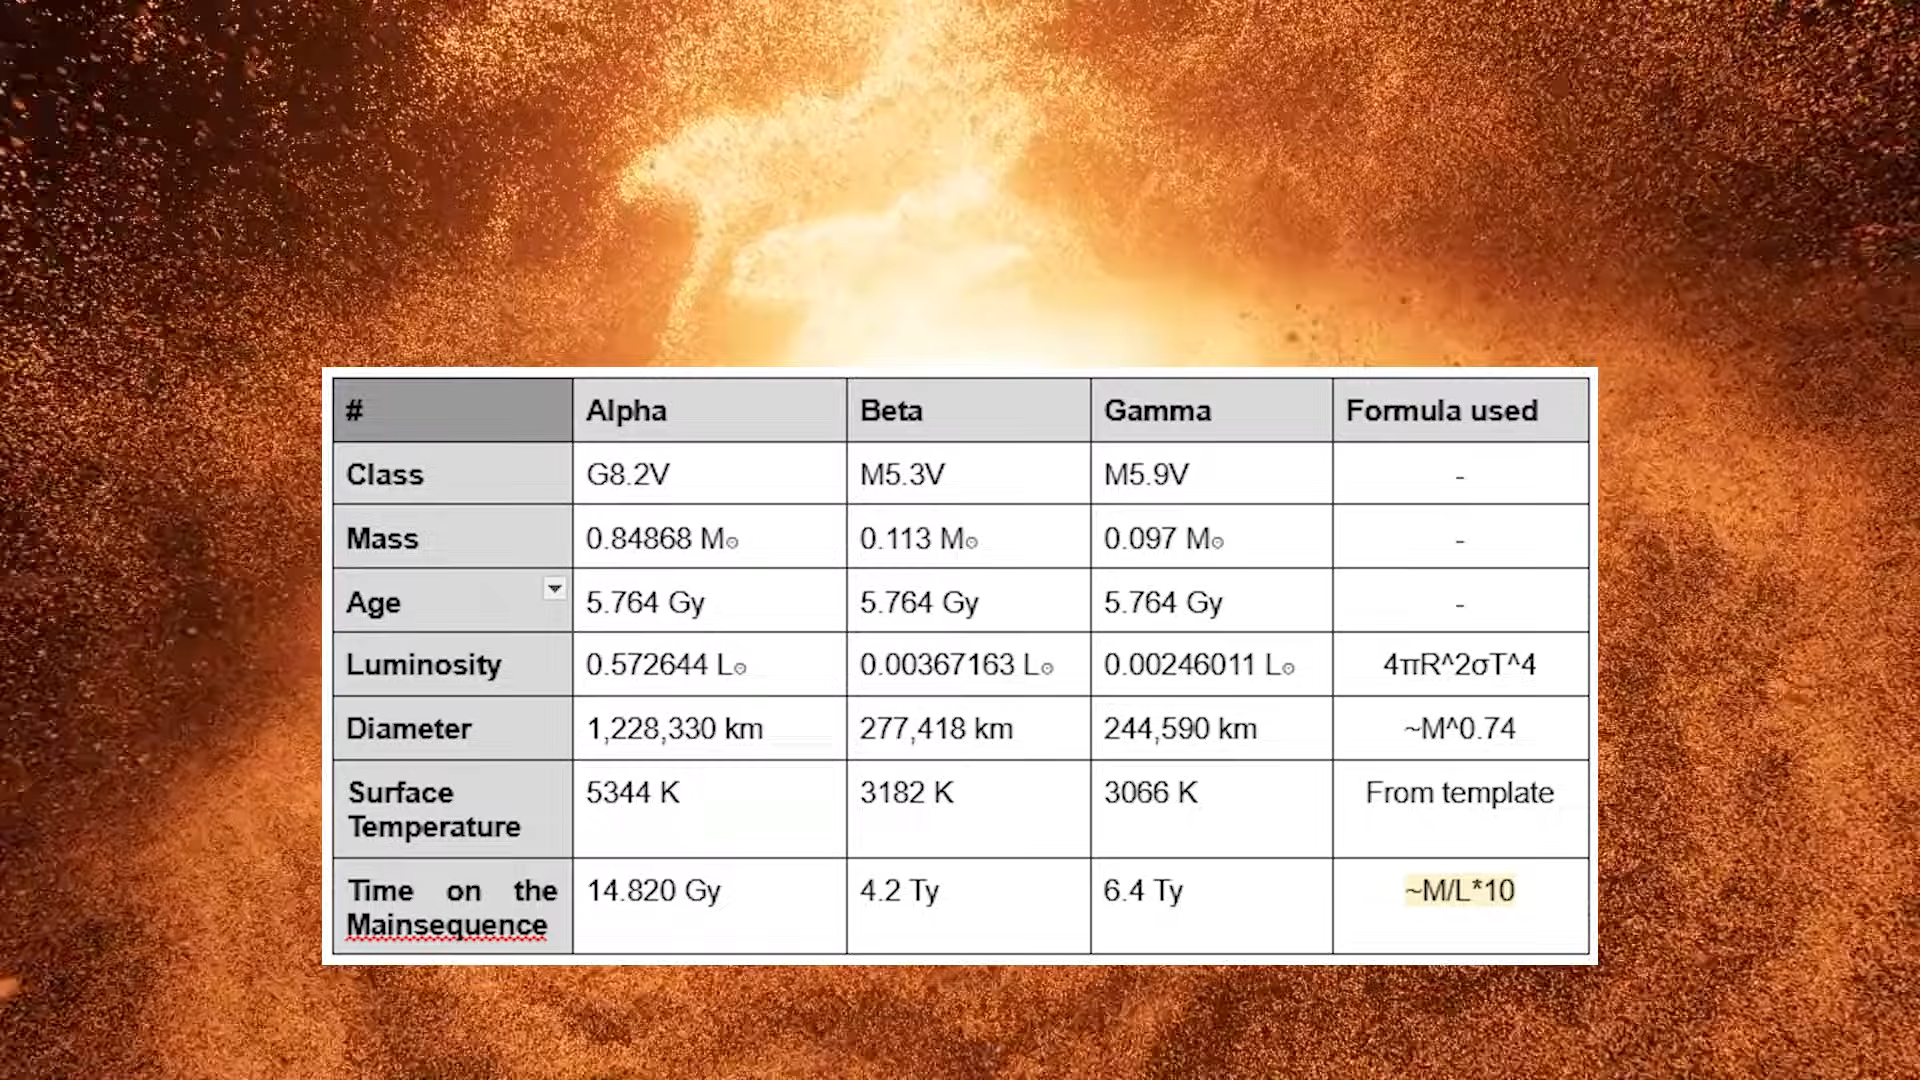 # Alpha Beta Gamma Formula used
Class G8.2V M5.3V M5.9V -
Mass 0.84868 M☉ 0.113 M☉ 0.097 M☉ -
Age 5.764 Gy 5.764 Gy 5.764 Gy -
Luminosity 0.572644 L☉ 0.00367163 L☉ 0.00246011 L☉ 4πR^2σT^4
Diameter 1,228,330 km 277,418 km 244,590 km ~M^0.74
Surface 5344 K 3182 K 3066 K From template
Temperature
Time on the 14.820 Gy 4.2 Ty 6.4 Ty ~M/L*10
Mainsequence